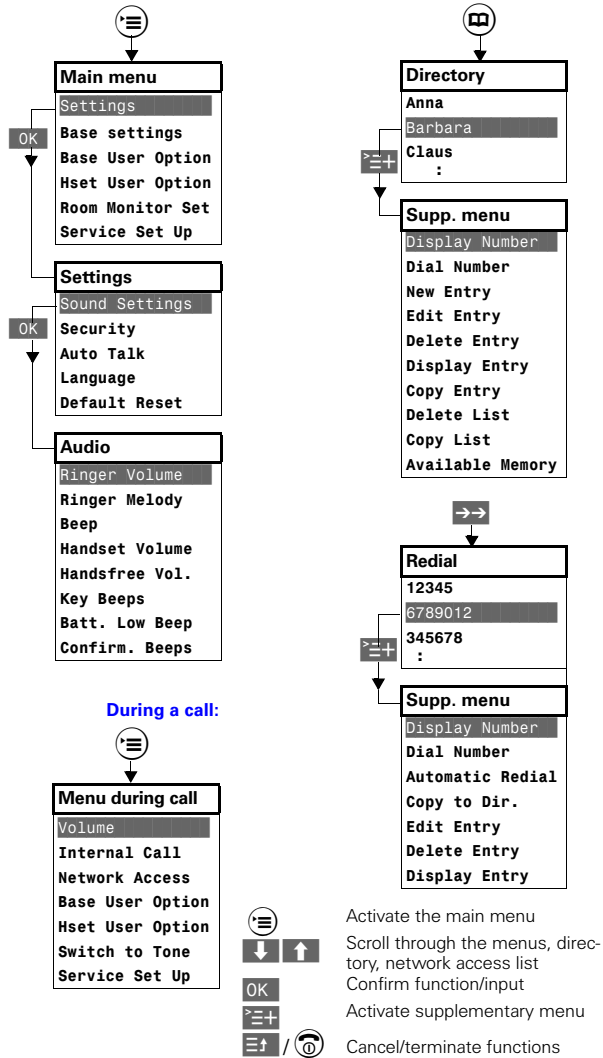 Main menu
Settings
OK
Base settings
Base User Option
Hset User Option
Room Monitor Set
Service Set Up
Settings
Sound Settings
OK
Security
Auto Talk
Language
Default Reset
Audio
Ringer Volume
Ringer Melody
Beep
Handset Volume
Handsfree Vol.
Key Beeps
Batt. Low Beep
Confirm. Beeps
During a call:
Menu during call
Volume
Internal Call
Network Access
Base User Option
Hset User Option
Switch to Tone
Service Set Up
Directory
Anna
Barbara
Claus
:
Supp. menu
Display Number
Dial Number
New Entry
Edit Entry
Delete Entry
Display Entry
Copy Entry
Delete List
Copy List
Available Memory
Redial
12345
6789012
345678
:
Supp. menu
Display Number
Dial Number
Automatic Redial
Copy to Dir.
Edit Entry
Delete Entry
Display Entry
Activate the main menu
Scroll through the menus, direc-
tory, network access list
OK Confirm function/input
Activate supplementary menu
/ Cancel/terminate functions